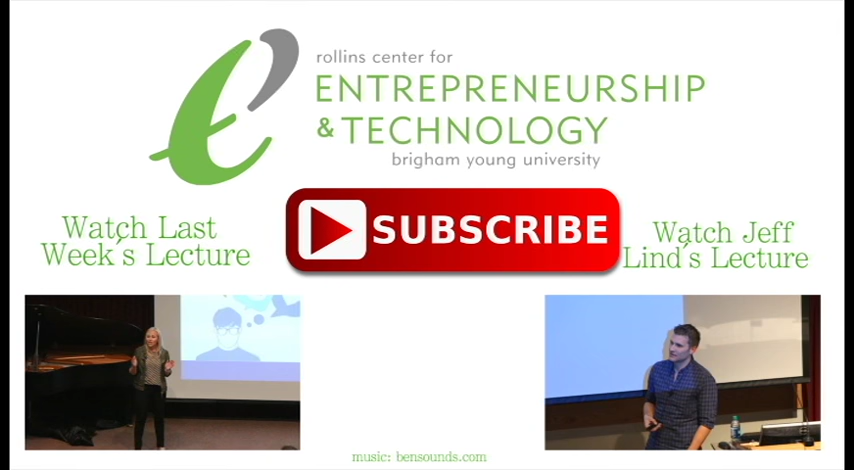 rollins center for
ENTREPRENEURSHIP
& TECHNOLOGY
brigham young university
SUBSCRIBE
Watch Last
Week's Lecture
Watch Jeff
Lind's Lecture
music: bensounds.com